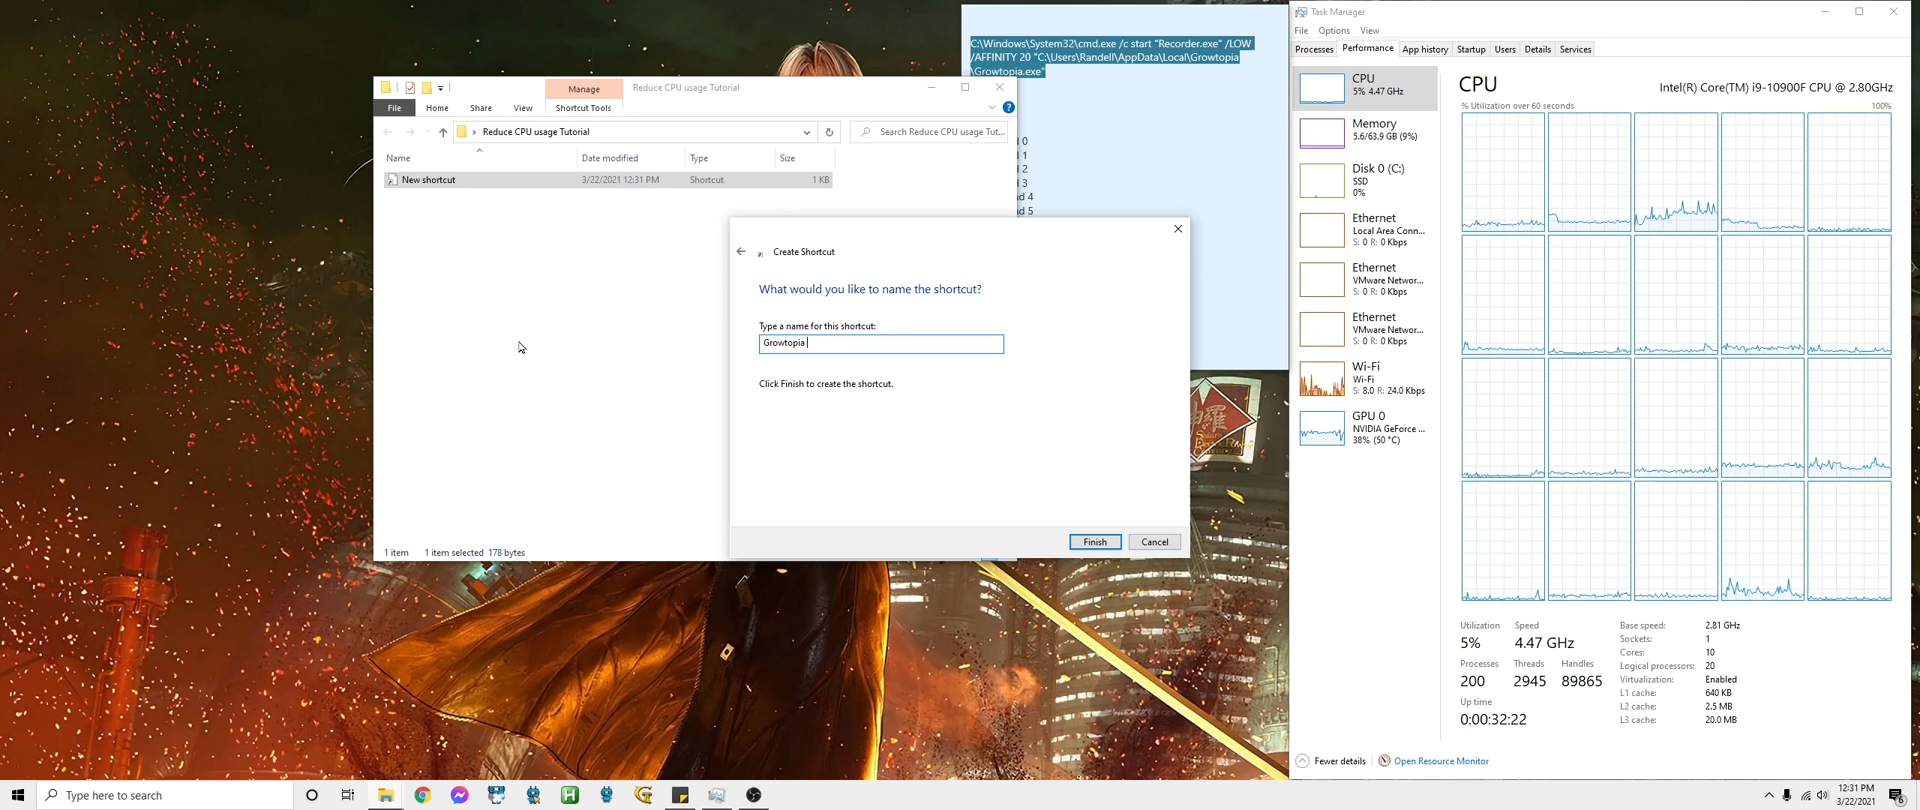 C:\Windows\System32\cmd.exe /c start "Recorder.exe" /LOW
/AFFINITY 20 "C:\Users\Randell\AppData\Local\Growtopia
\Growtopia.exe"
0
1
2
3
d 4
d 5
Manage
Reduce CPU usage Tutorial
File
Home
Share
View
Shortcut Tools
Reduce CPU usage Tutorial
Search Reduce CPU usage Tut...
Name
Date modified
Type
Size
New shortcut
3/22/2021 12:31 PM
Shortcut
1 KB
1 item
1 item selected 178 bytes
Create Shortcut
What would you like to name the shortcut?
Type a name for this shortcut:
Growtopia
Click Finish to create the shortcut.
Finish
Cancel
Task Manager
File Options View
Processes Performance App history Startup Users Details Services
CPU
5% 4.47 GHz
Memory
5.6/63.9 GB (9%)
Disk 0 (C:)
SSD
0%
Ethernet
Local Area Conn...
S: 0 R: 0 Kbps
Ethernet
VMware Networ...
S: 0 R: 0 Kbps
Ethernet
VMware Networ...
S: 0 R: 0 Kbps
Wi-Fi
Wi-Fi
S: 8.0 R: 24.0 Kbps
GPU 0
NVIDIA GeForce ...
38% (50 °C)
CPU
Intel(R) Core(TM) i9-10900F CPU @ 2.80GHz
% Utilization over 60 seconds
100%
Utilization Speed
5% 4.47 GHz
Processes Threads Handles
200 2945 89865
Up time
0:00:32:22
Base speed: 2.81 GHz
Sockets: 1
Cores: 10
Logical processors: 20
Virtualization: Enabled
L1 cache: 640 KB
L2 cache: 2.5 MB
L3 cache: 20.0 MB
Fewer details
Open Resource Monitor
Type here to search
12:31 PM
3/22/2021
6